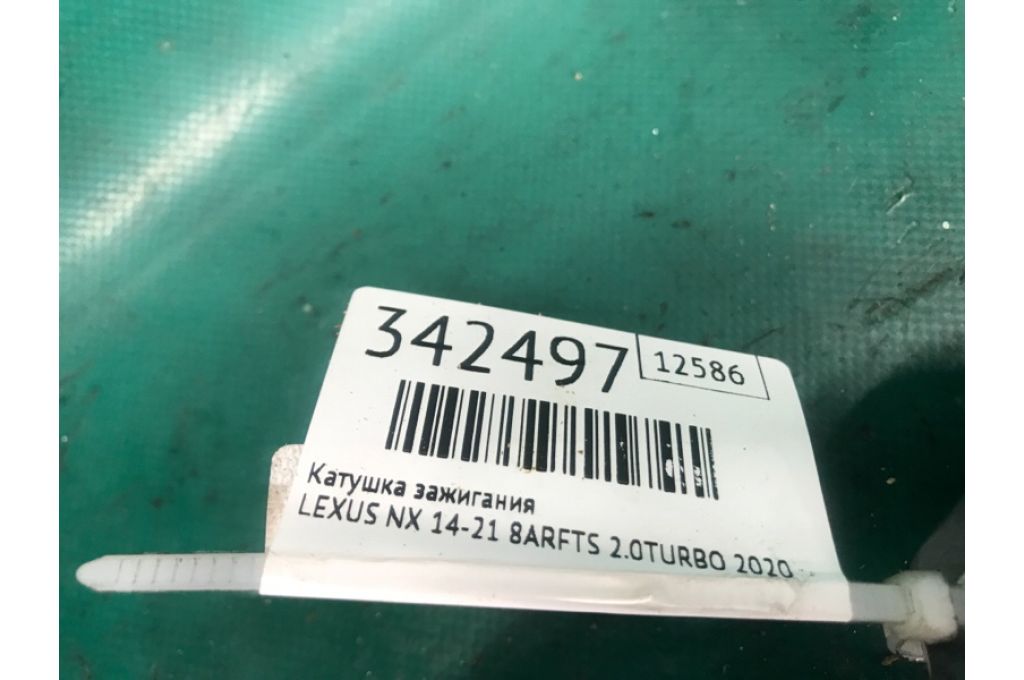 342497 12586
Катушка зажигания
LEXUS NX 14-21 8ARFTS 2.0TURBO 2020